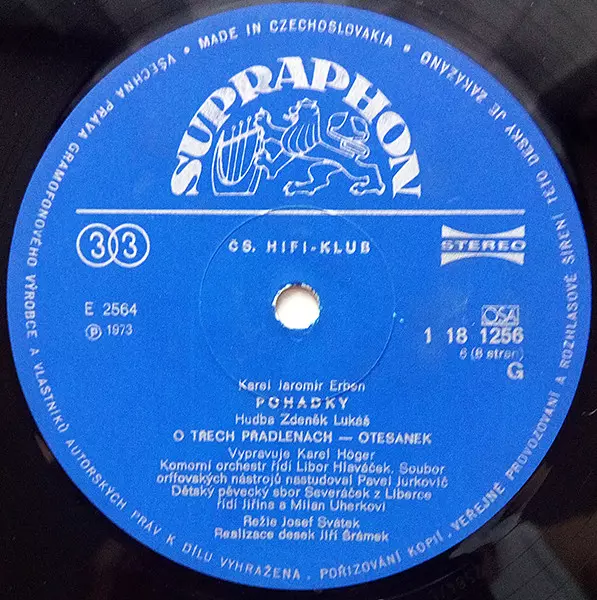 VŠECHNA PRÁVA GRAMOFONOVÉHO VÝROBCE A VLASTNÍKŮ AUTORSKÝCH PRÁV K DÍLU VYHRAŽENA. POŘIZOVÁNÍ KOPIÍ, VEŘEJNÉ PROVOZOVÁNÍ A ROZHLASOVÉ ŠÍŘENÍ TÉTO DESKY JE ZAKÁZÁNO • MADE IN CZECHOSLOVAKIA •
SUPRAPHON
33
ČS. HIFI-KLUB
STEREO
E 2564
℗ 1973
OSA
1 18 1256
6 (8 stran)
G
Karel Jaromír Erben
POHÁDKY
Hudba Zdeněk Lukáš
O TŘECH PŘADLENÁCH — OTESÁNEK
Vypravuje Karel Höger
Komorní orchestr řídí Libor Hlaváček. Soubor
orffovských nástrojů nastudoval Pavel Jurkovič
Dětský pěvecký sbor Severáček z Liberce
řídí Jiřina a Milan Uherkovi
Režie Josef Svátek
Realizace desek Jiří Šrámek